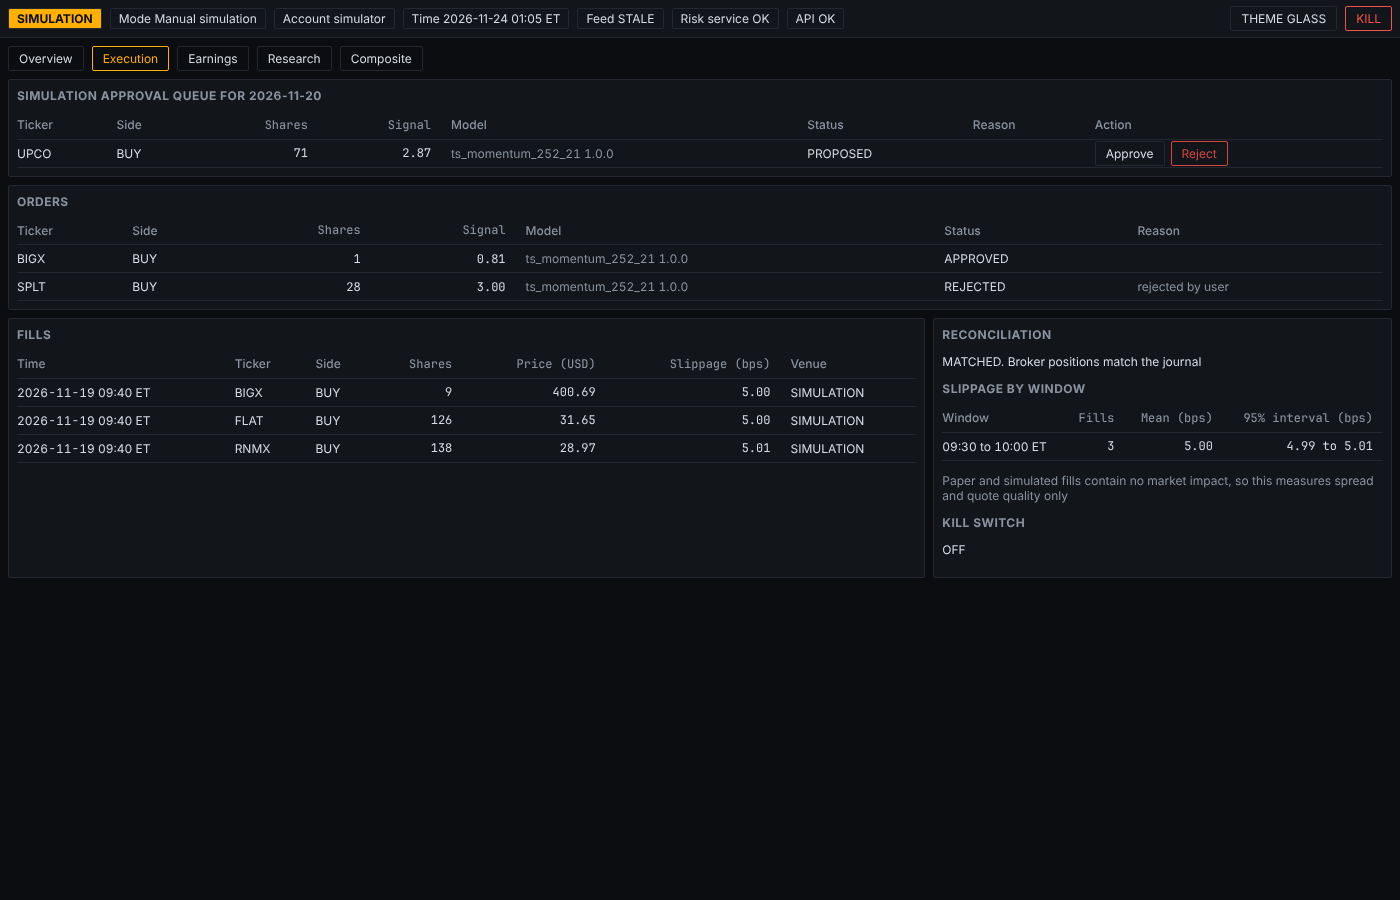 SIMULATION Mode Manual simulation Account simulator Time 2026-11-24 01:05 ET Feed STALE Risk service OK API OK THEME GLASS KILL
Overview Execution Earnings Research Composite
SIMULATION APPROVAL QUEUE FOR 2026-11-20
Ticker Side Shares Signal Model Status Reason Action
UPCO BUY 71 2.87 ts_momentum_252_21 1.0.0 PROPOSED Approve Reject
ORDERS
Ticker Side Shares Signal Model Status Reason
BIGX BUY 1 0.81 ts_momentum_252_21 1.0.0 APPROVED
SPLT BUY 28 3.00 ts_momentum_252_21 1.0.0 REJECTED rejected by user
FILLS
Time Ticker Side Shares Price (USD) Slippage (bps) Venue
2026-11-19 09:40 ET BIGX BUY 9 400.69 5.00 SIMULATION
2026-11-19 09:40 ET FLAT BUY 126 31.65 5.00 SIMULATION
2026-11-19 09:40 ET RNMX BUY 138 28.97 5.01 SIMULATION
RECONCILIATION
MATCHED. Broker positions match the journal
SLIPPAGE BY WINDOW
Window Fills Mean (bps) 95% interval (bps)
09:30 to 10:00 ET 3 5.00 4.99 to 5.01
Paper and simulated fills contain no market impact, so this measures spread
and quote quality only
KILL SWITCH
OFF